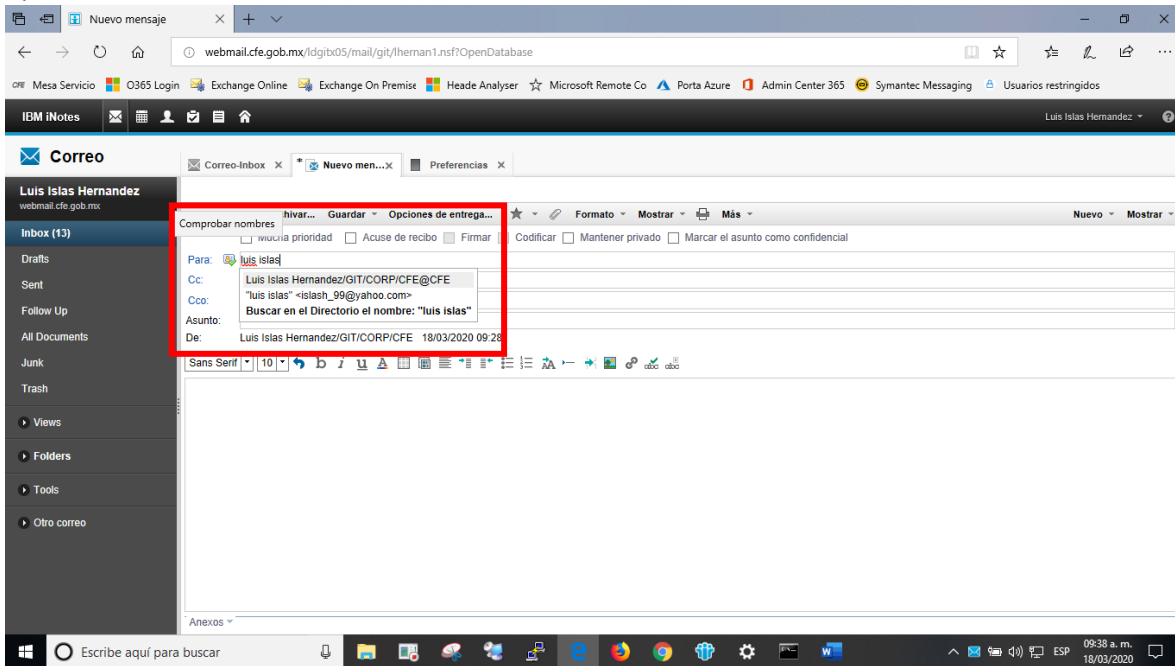 Nuevo mensaje
webmail.cfe.gob.mx/ldgitx05/mail/git/lhernan1.nsf?OpenDatabase
CFE Mesa Servicio O365 Login Exchange Online Exchange On Premise Heade Analyser Microsoft Remote Co Porta Azure Admin Center 365 Symantec Messaging Usuarios restringidos
IBM iNotes Luis Islas Hernandez
Correo
Correo-Inbox X * Nuevo men...x Preferencias X
Luis Islas Hernandez
webmail.cfe.gob.mx
hivar... Guardar Opciones de entrega... Formato Mostrar Más Nuevo Mostrar
Comprobar nombres
Inbox (13)
Mucha prioridad Acuse de recibo Firmar Codificar Mantener privado Marcar el asunto como confidencial
Drafts
Para: luis islas
Sent
Cc: Luis Islas Hernandez/GIT/CORP/CFE@CFE
"luis islas" <islash_99@yahoo.com>
Cco:
Follow Up
Buscar en el Directorio el nombre: "luis islas"
Asunto:
All Documents
De: Luis Islas Hernandez/GIT/CORP/CFE 18/03/2020 09:28
Junk
Sans Serif 10 b i u A
Trash
Views
Folders
Tools
Otro correo
Anexos
Escribe aquí para buscar
ESP
09:38 a. m.
18/03/2020